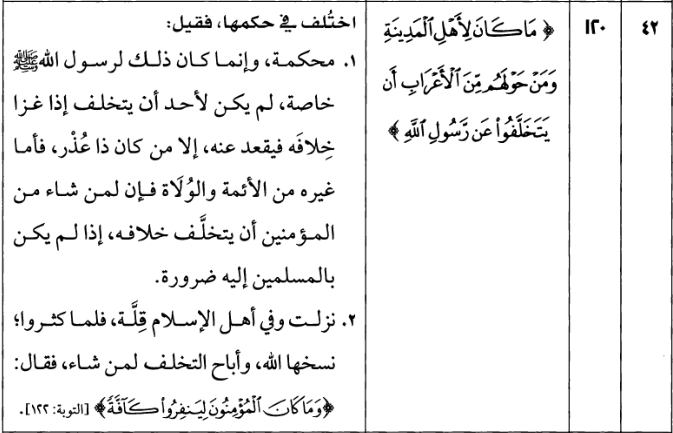 ٤٢
١٢٠
﴿ مَا كَانَ لِأَهْلِ ٱلْمَدِينَةِ
وَمَنْ حَوْلَهُم مِّنَ ٱلْأَعْرَابِ أَن
يَتَخَلَّفُوا۟ عَن رَّسُولِ ٱللَّهِ ﴾
اختُلف في حكمها، فقيل:
١. محكمة، وإنما كان ذلك لرسول الله ﷺ
خاصة، لم يكن لأحد أن يتخلف إذا غزا
خِلافَه فيقعد عنه، إلا من كان ذا عُذْر، فأما
غيره من الأئمة والوُلَاة فإن لمن شاء من
المؤمنين أن يتخلَّف خلافه، إذا لم يكن
بالمسلمين إليه ضرورة.
٢. نزلت وفي أهل الإسلام قِلَّة، فلما كثروا؛
نسخها الله، وأباح التخلف لمن شاء، فقال:
﴿وَمَا كَانَ ٱلْمُؤْمِنُونَ لِيَنفِرُوا۟ كَآفَّةً﴾ [التوبة: ١٢٢].